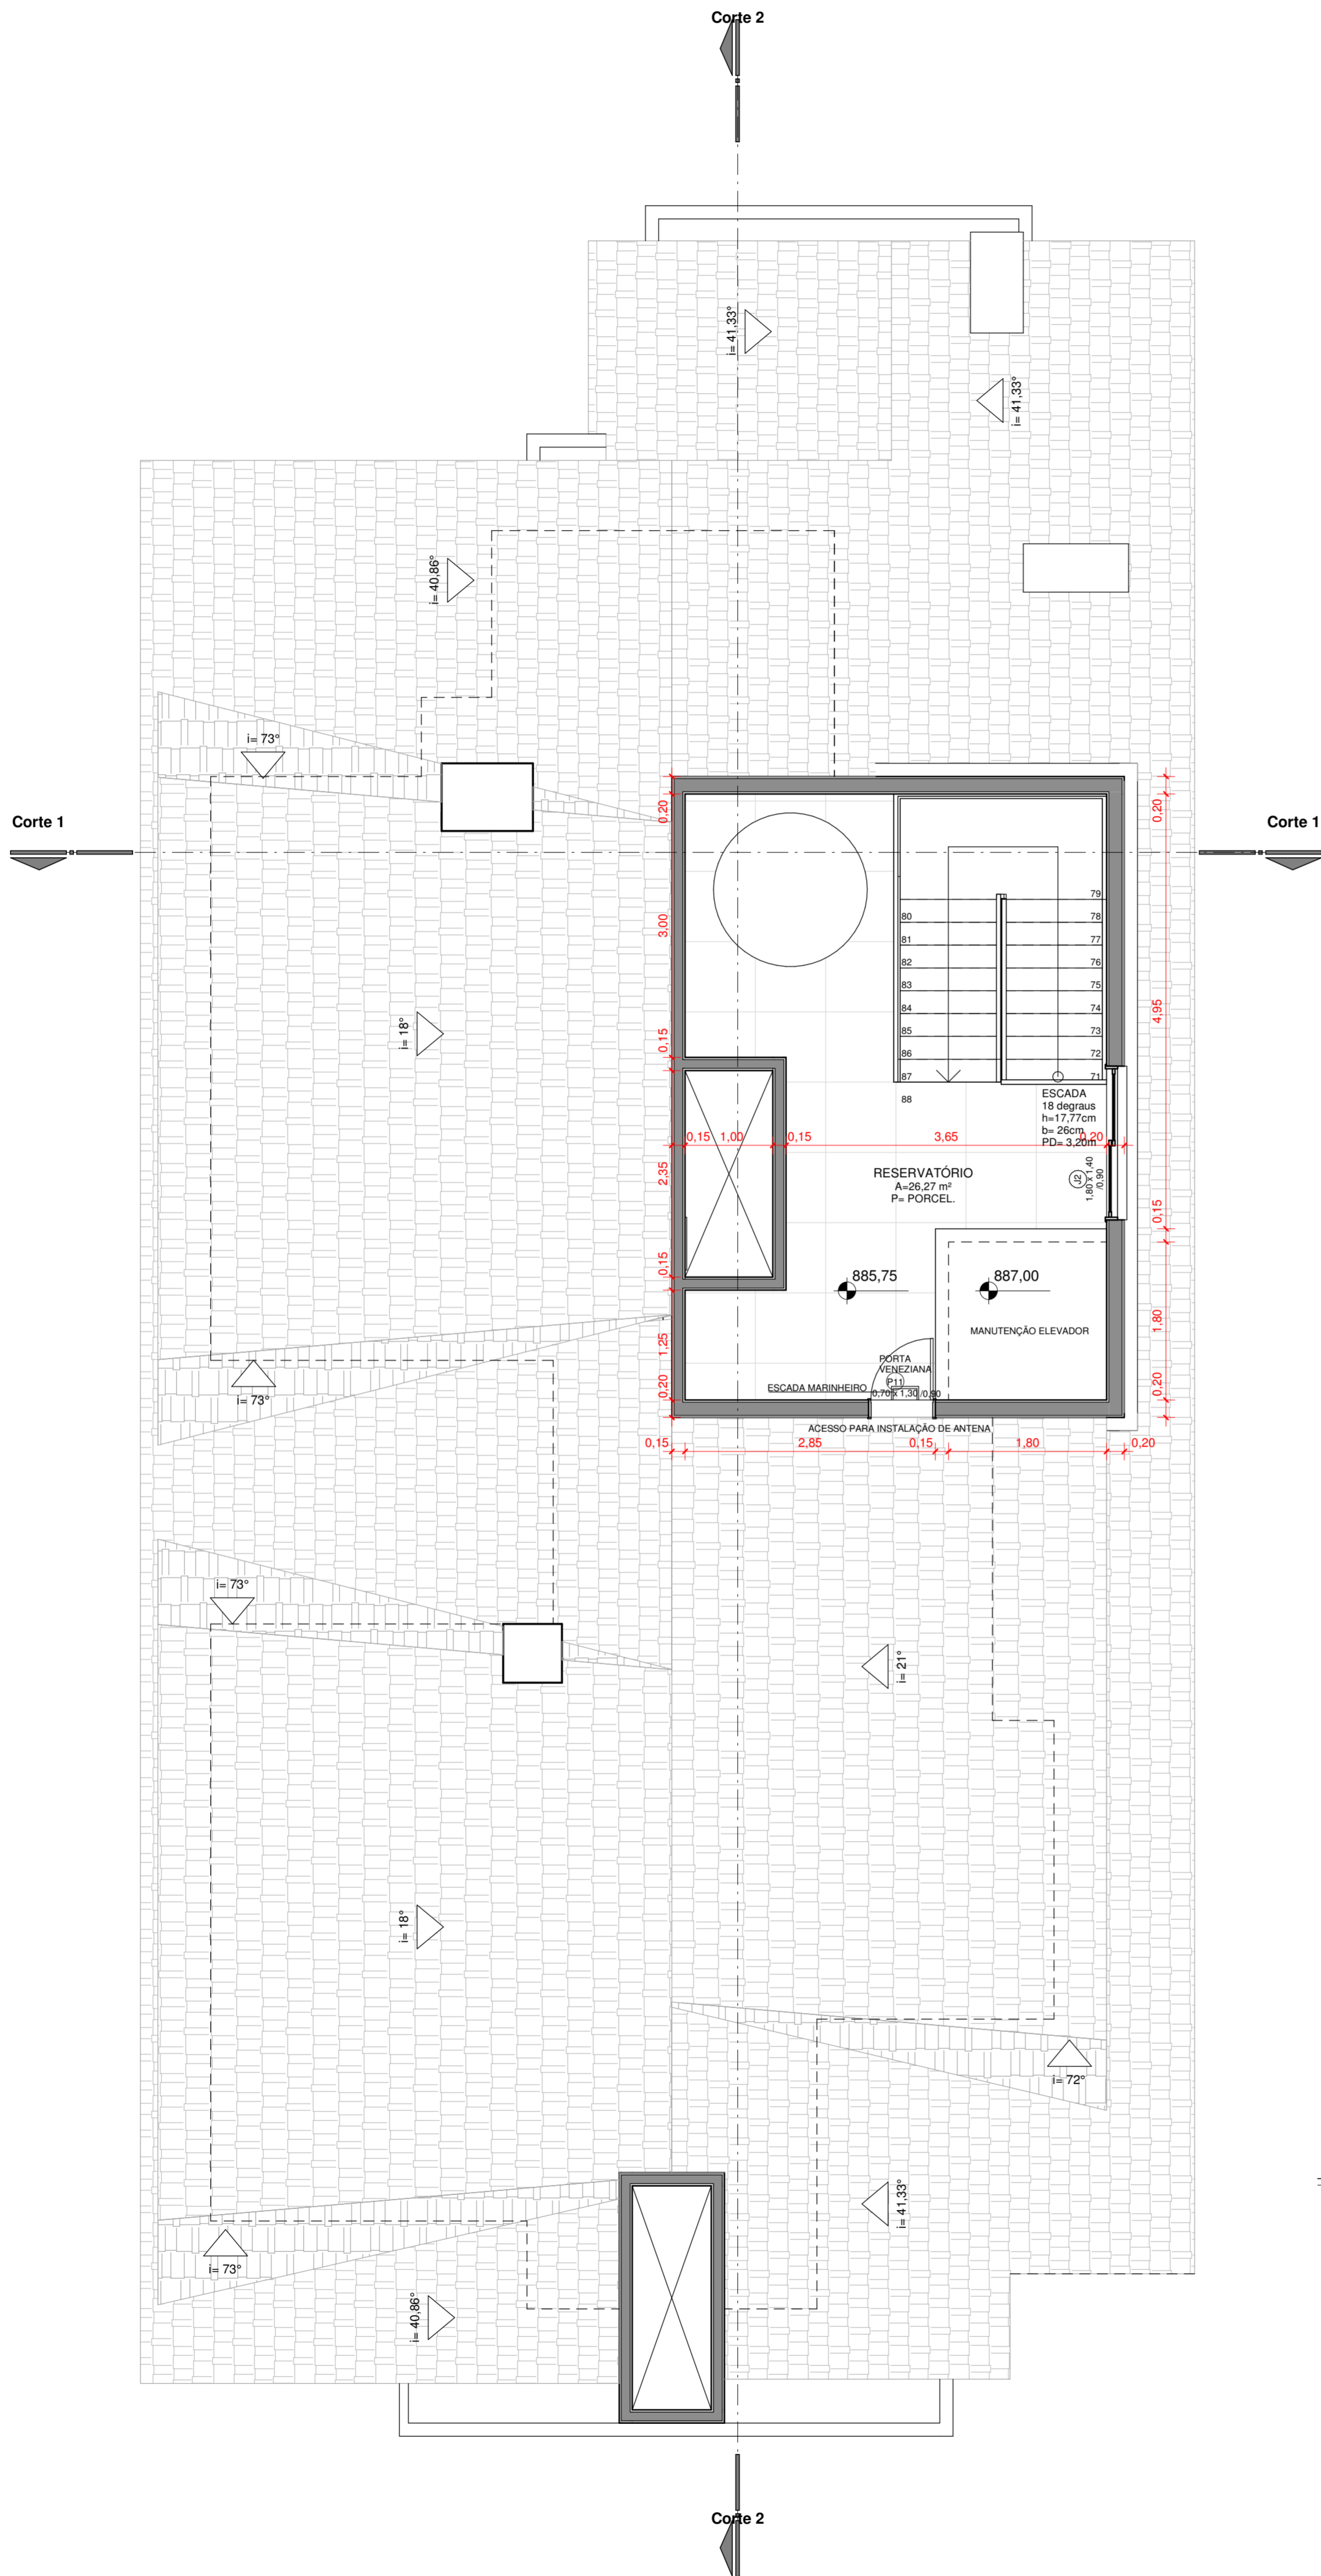 Corte 2
i= 41,33°
i= 41,33°
i= 40,86°
i= 73°
Corte 1
Corte 1
0,20
0,20
3,00
4,95
79
80
78
81
77
82
76
83
75
84
74
85
73
86
72
87
71
88
i= 18°
0,15
ESCADA
18 degraus
h=17,77cm
b= 26cm
PD= 3,20m
0,15
1,00
0,15
3,65
0,20
2,35
RESERVATÓRIO
A=26,27 m²
P= PORCEL.
J2
1,80 x 1,40
/0,90
0,15
0,15
885,75
887,00
MANUTENÇÃO ELEVADOR
1,80
1,25
PORTA
VENEZIANA
P11
0,70 x 1,30 /0,90
ESCADA MARINHEIRO
0,20
0,20
ACESSO PARA INSTALAÇÃO DE ANTENA
0,15
2,85
0,15
1,80
0,20
i= 73°
i= 73°
i= 21°
i= 18°
i= 72°
i= 41,33°
i= 73°
i= 40,86°
Corte 2